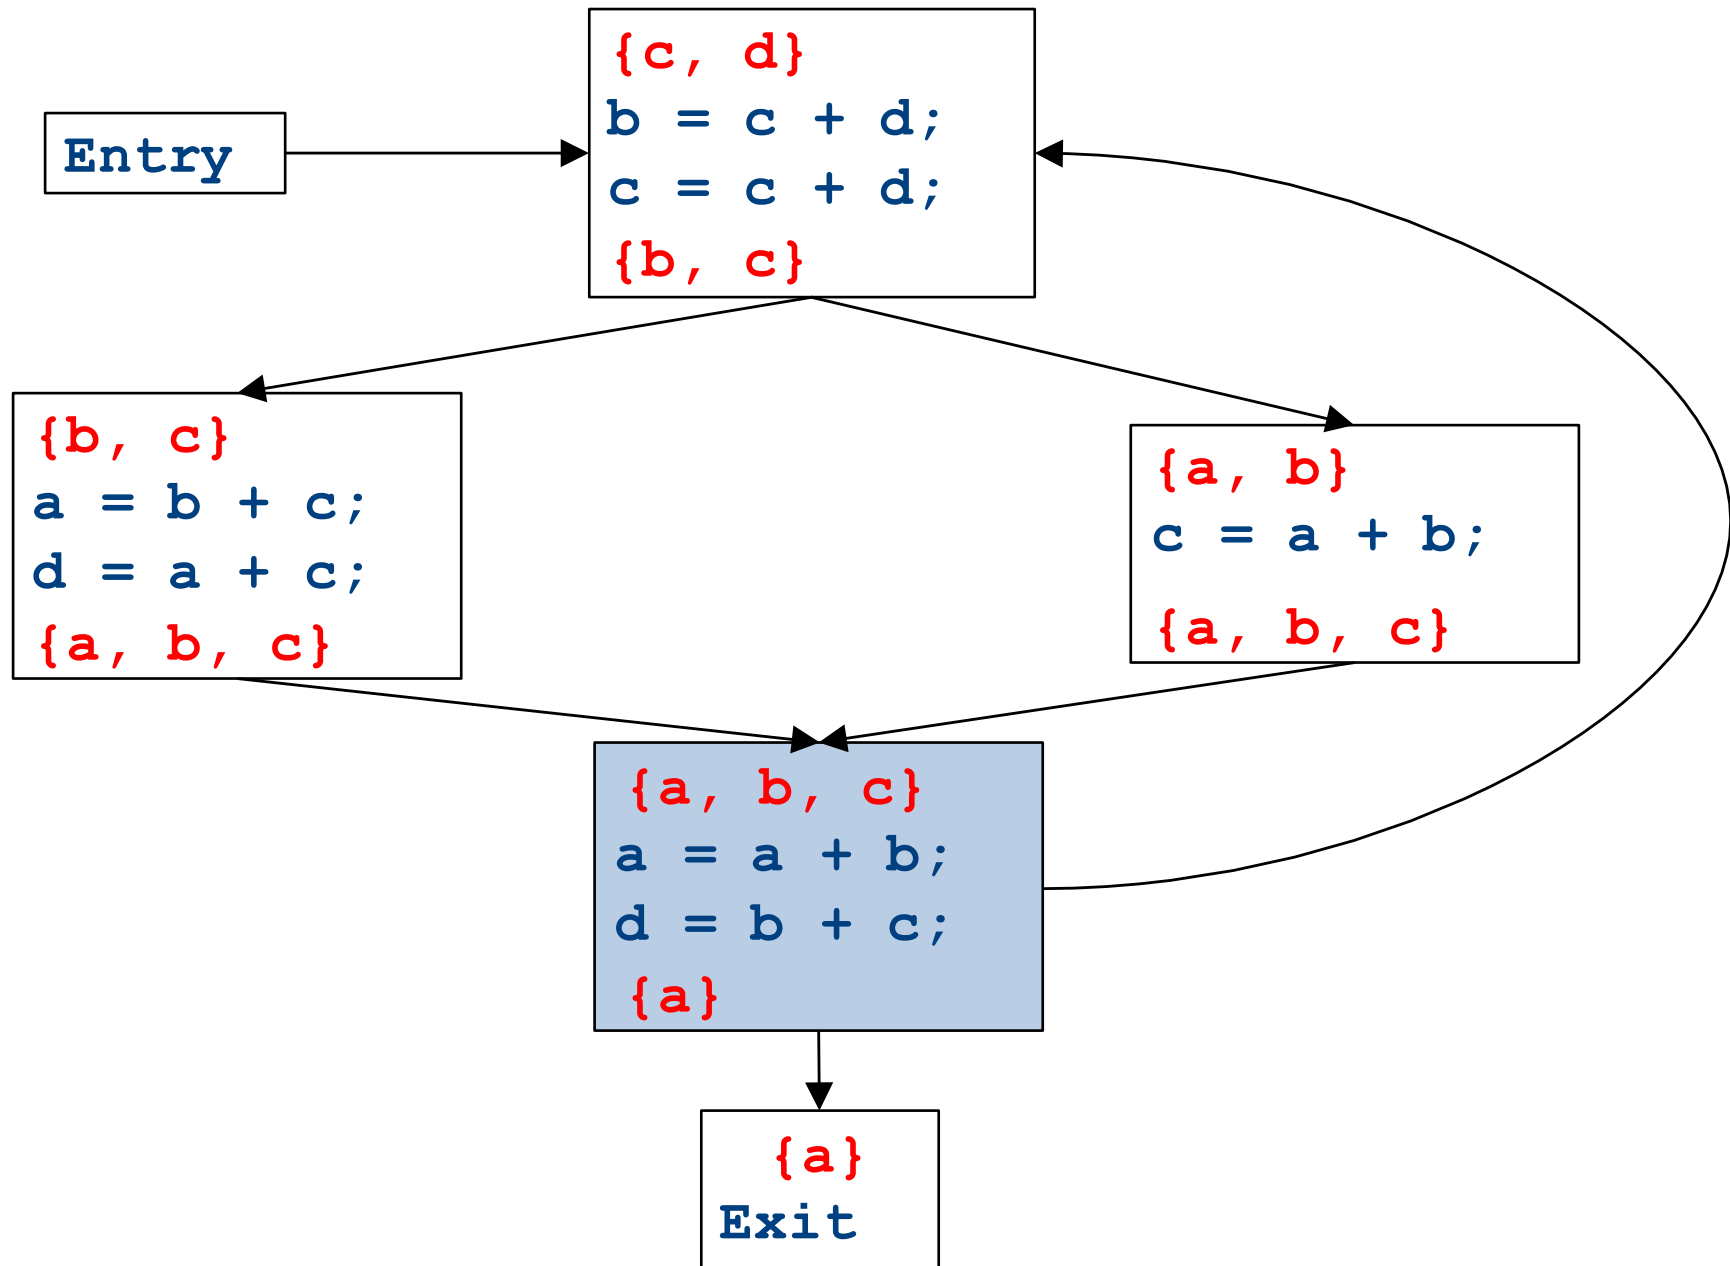 {c, d}
b = c + d;
c = c + d;
{b, c}
Entry
{b, c}
a = b + c;
d = a + c;
{a, b, c}
{a, b}
c = a + b;
{a, b, c}
{a, b, c}
a = a + b;
d = b + c;
{a}
{a}
Exit